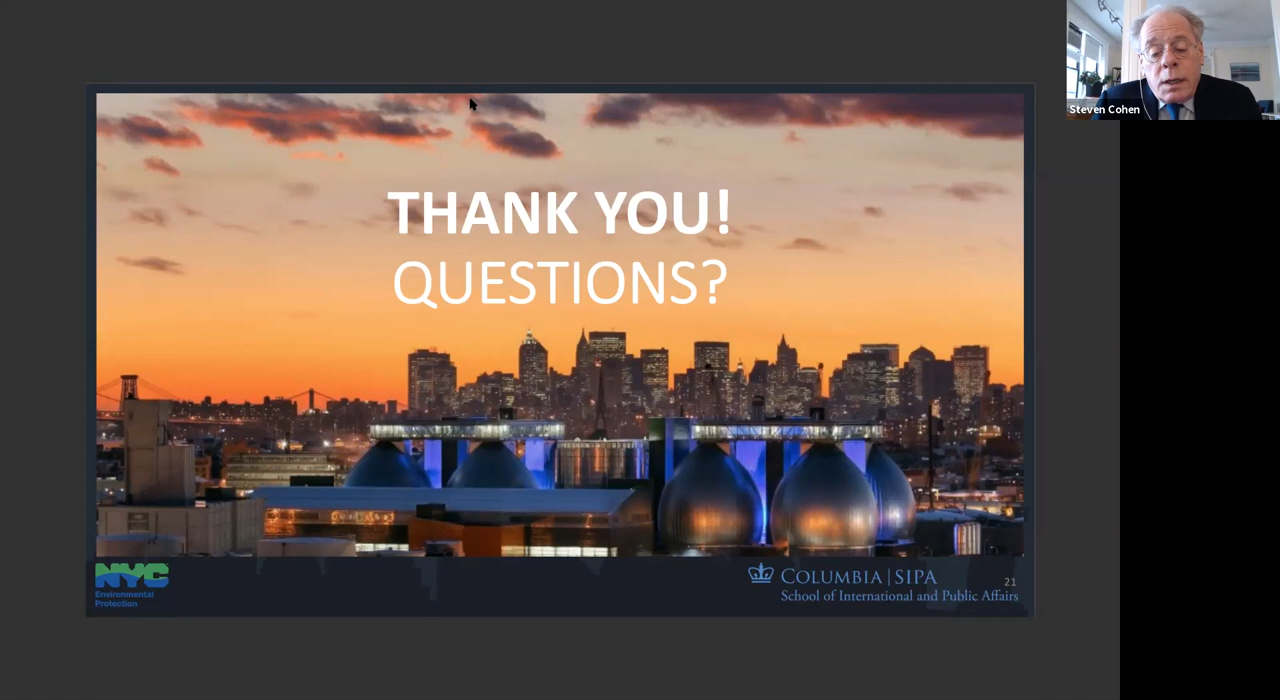 Steven Cohen
THANK YOU!
QUESTIONS?
NYC
Environmental
Protection
COLUMBIA | SIPA
School of International and Public Affairs
21